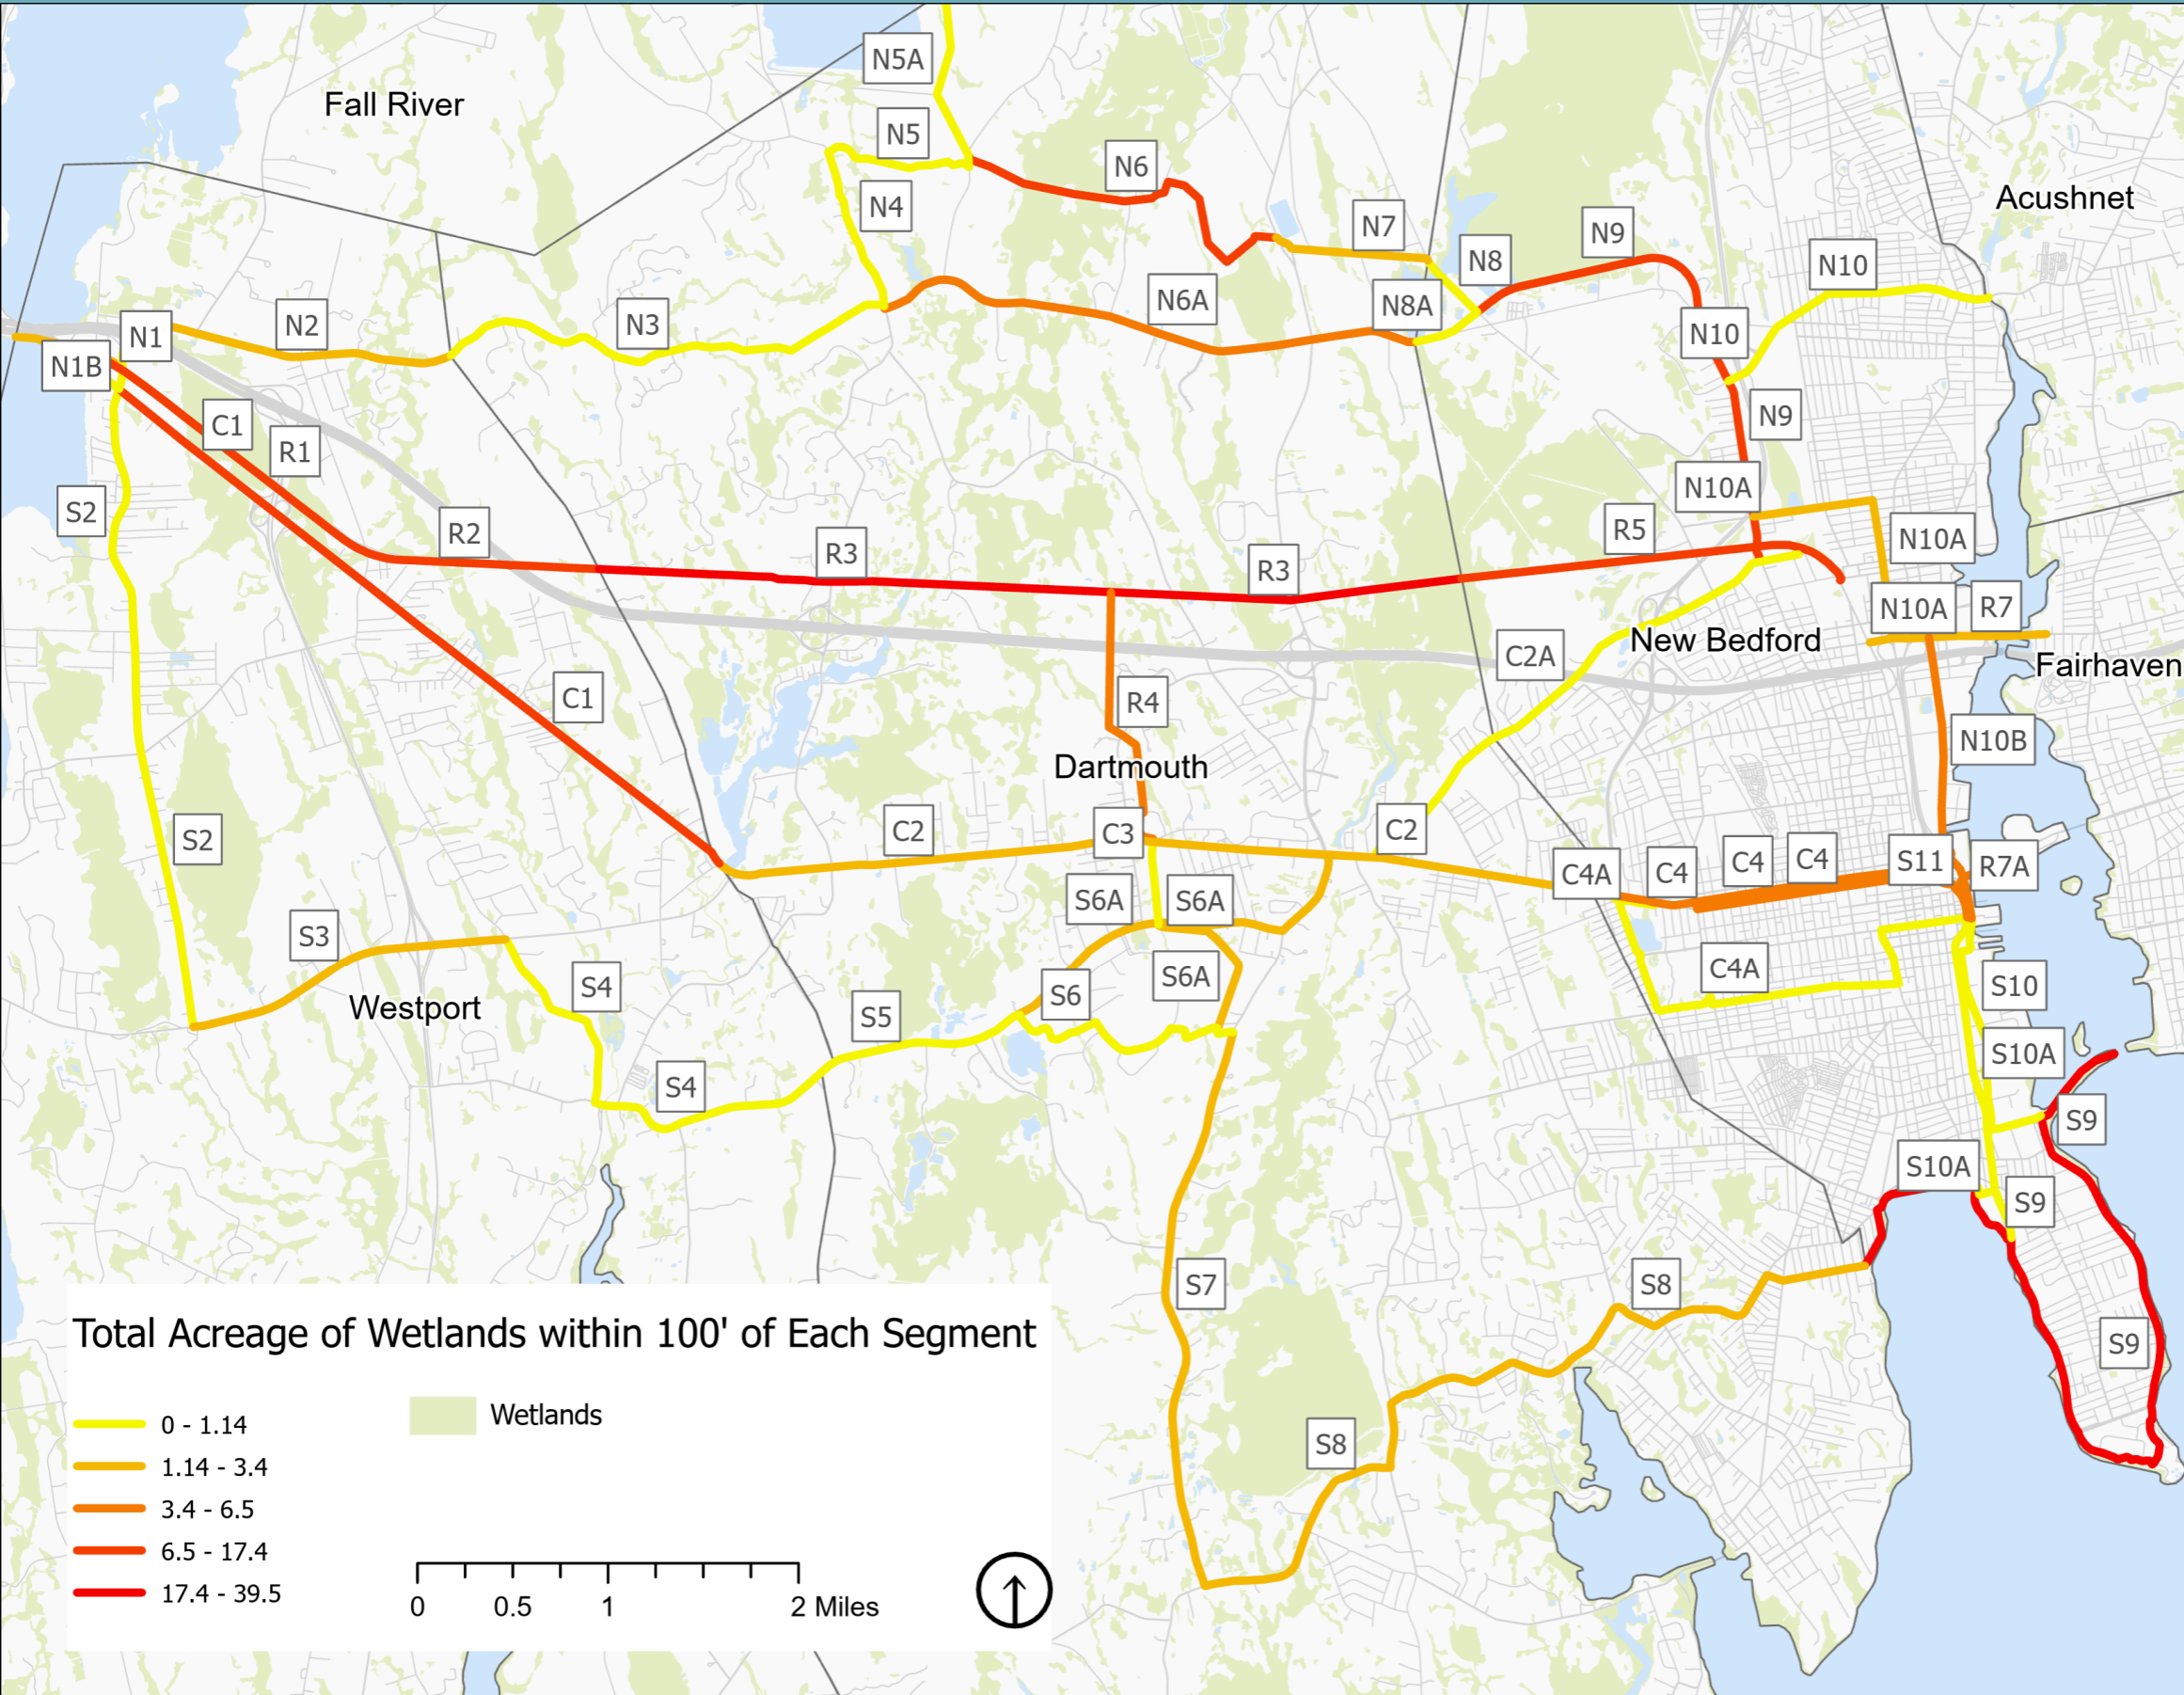 N5A
Fall River
N5
N6
Acushnet
N4
N7
N9
N8
N10
N6A
N8A
N2
N3
N1
N10
N1B
C1
N9
R1
N10A
S2
R2
R5
N10A
R3
R3
N10A
R7
New Bedford
C2A
Fairhaven
C1
R4
N10B
Dartmouth
C2
C3
C2
S2
C4
C4
C4
S11
R7A
C4A
S6A
S6A
S3
C4A
S6A
S4
S6
S10
Westport
S5
S10A
S4
S9
S10A
S9
S7
S8
S9
S8
Total Acreage of Wetlands within 100' of Each Segment
0 - 1.14
Wetlands
1.14 - 3.4
3.4 - 6.5
6.5 - 17.4
17.4 - 39.5
0 0.5 1 2 Miles